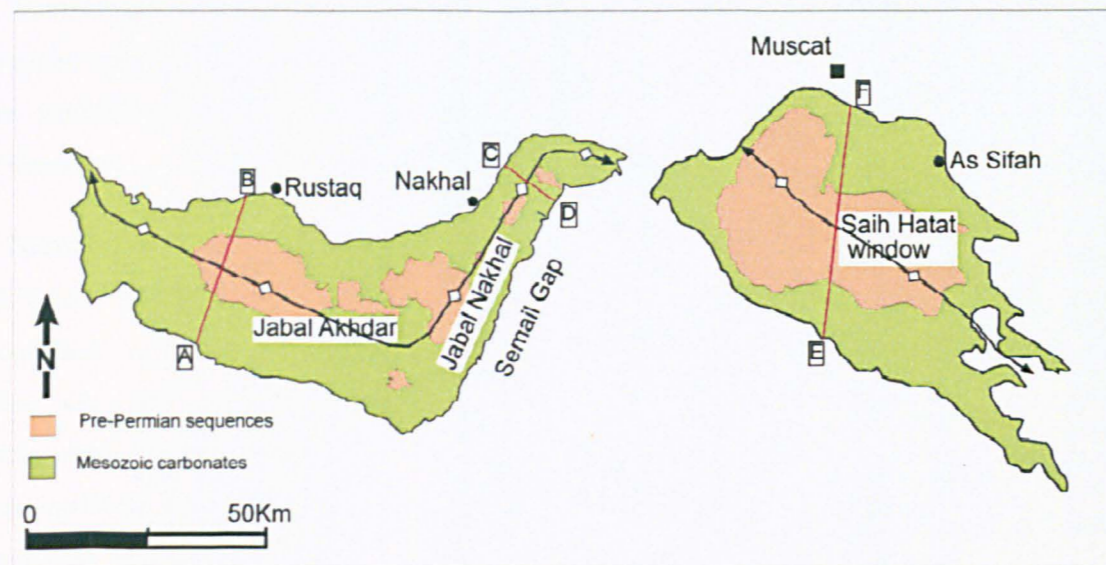 Muscat
F
As Sifah
C
B
Rustaq
Nakhal
D
Saih Hatat
window
Jabal Nakhal
Semail Gap
Jabal Akhdar
A
E
N
Pre-Permian sequences
Mesozoic carbonates
0 50Km